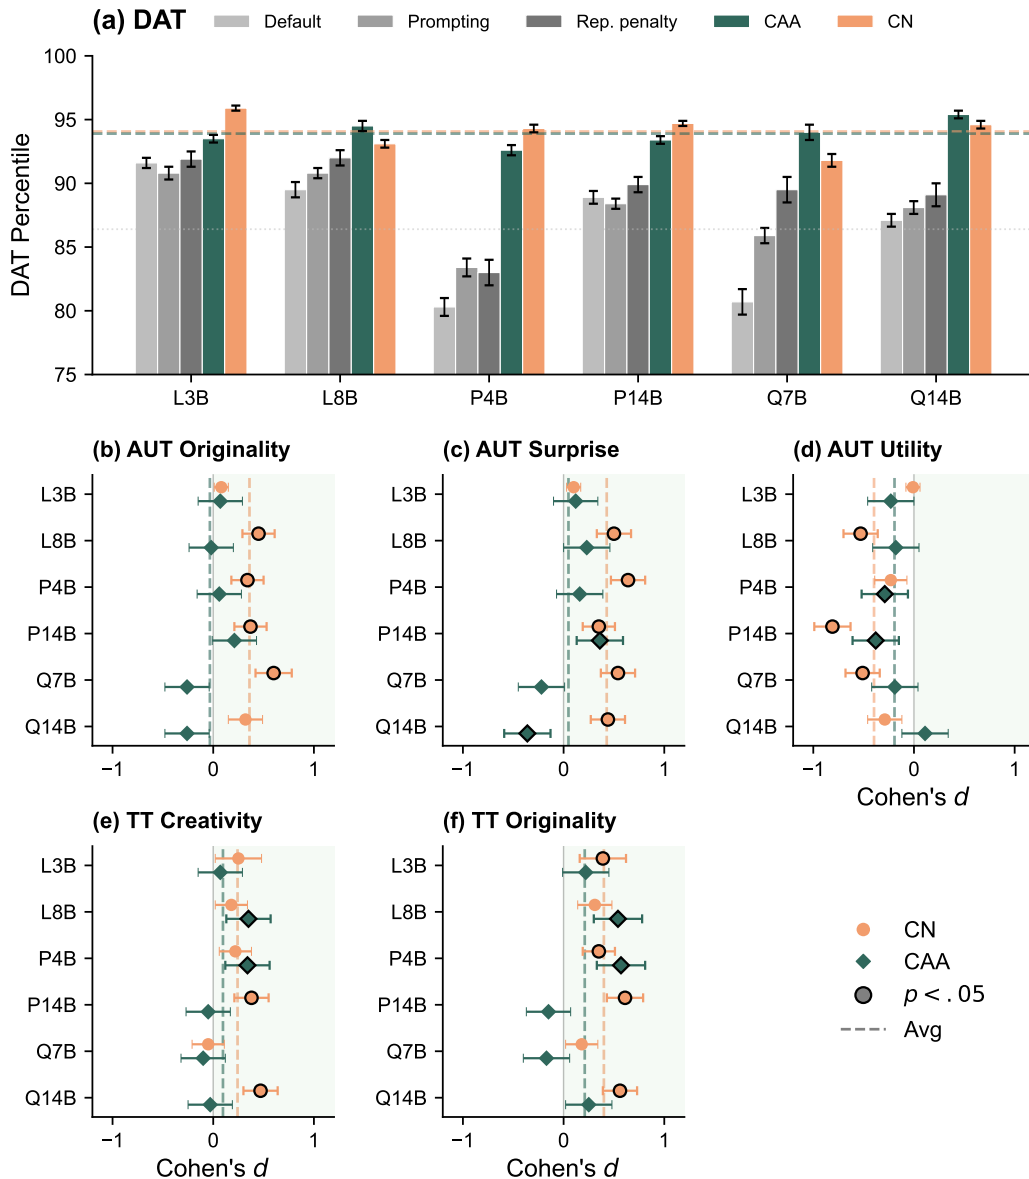 (a) DAT
Default Prompting Rep. penalty CAA CN
DAT Percentile
100
95
90
85
80
75
L3B L8B P4B P14B Q7B Q14B
(b) AUT Originality
L3B
L8B
P4B
P14B
Q7B
Q14B
−1 0 1
(c) AUT Surprise
L3B
L8B
P4B
P14B
Q7B
Q14B
−1 0 1
(d) AUT Utility
L3B
L8B
P4B
P14B
Q7B
Q14B
−1 0 1
Cohen's d
(e) TT Creativity
L3B
L8B
P4B
P14B
Q7B
Q14B
−1 0 1
Cohen's d
(f) TT Originality
L3B
L8B
P4B
P14B
Q7B
Q14B
−1 0 1
Cohen's d
CN
CAA
p < .05
Avg